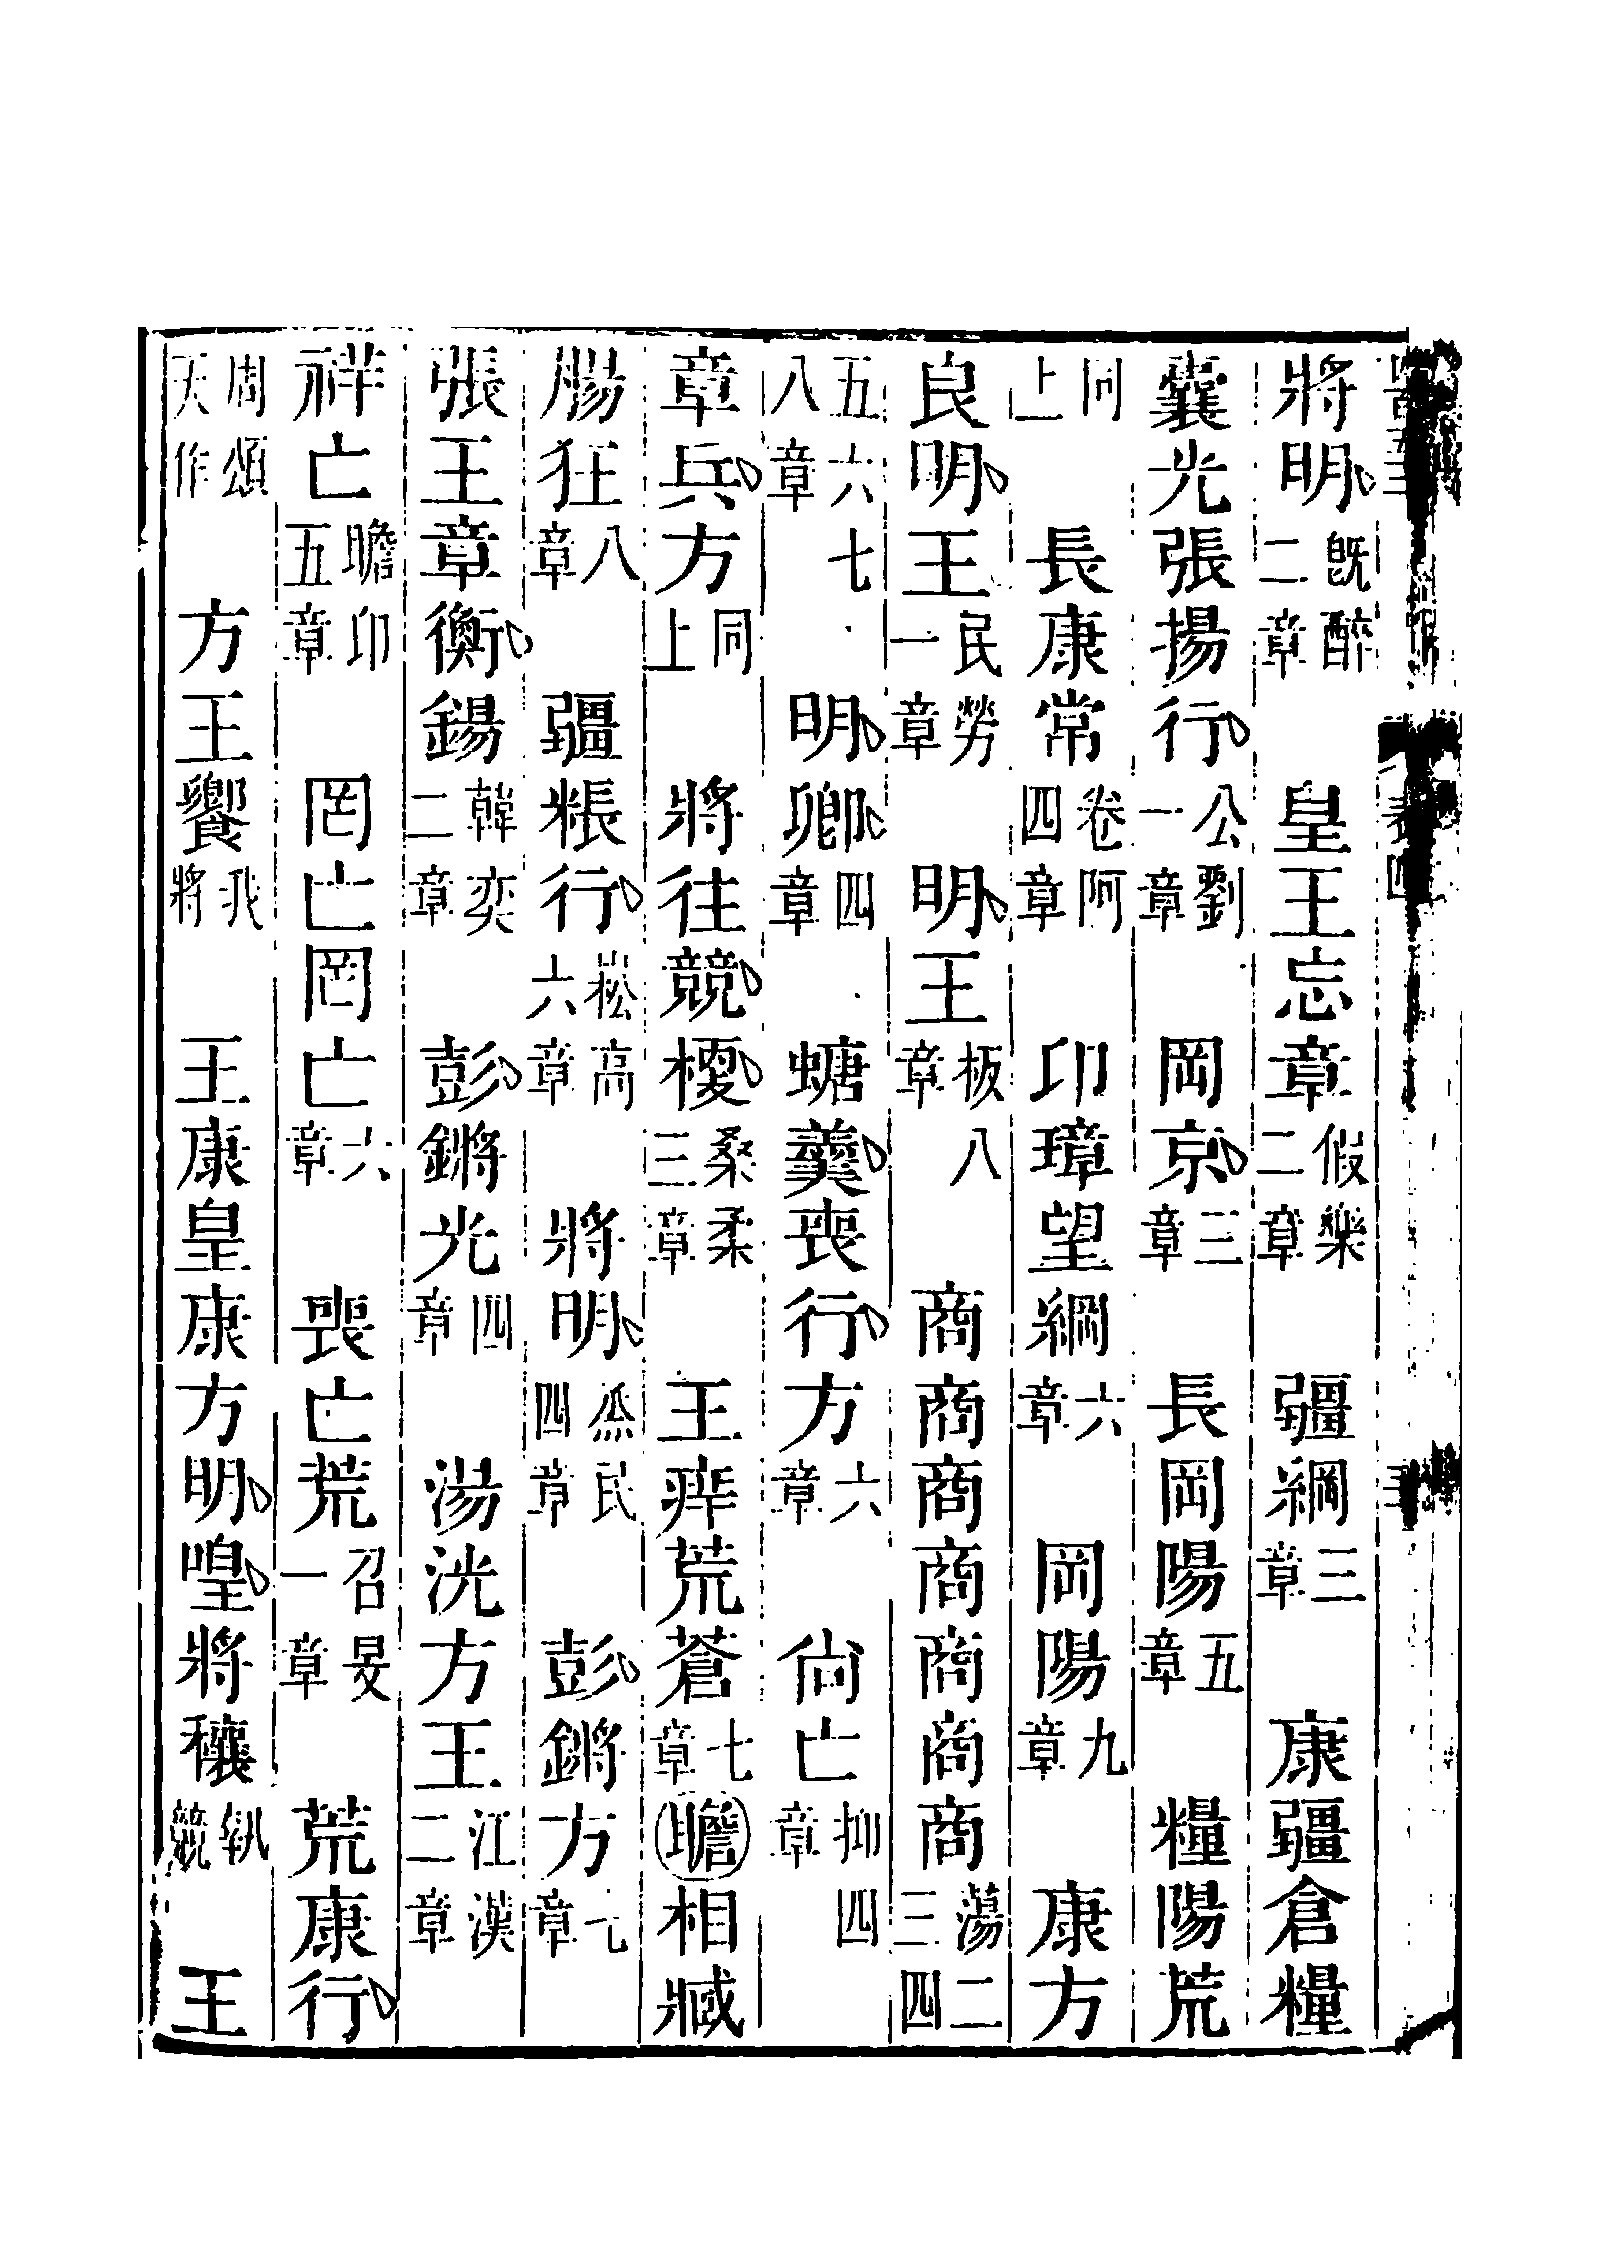 將明既醉二章 皇王忘章假樂二章 疆綱三章 康疆倉糧
囊光張揚行公劉一章 岡京三章 長岡陽五章 糧陽荒
同上 長康常卷阿四章 卬璋望綱六章 岡陽九章 康方
良明王民勞一章 明王板八章 商商商商商商商蕩二三四
五六七八章 明卿四章 螗羹喪行方六章 尚亡抑四章
章兵方同上 將往競梗桑柔三章 王痒荒蒼七章瞻相臧
腸狂八章 疆粻行崧高六章 將明烝民四章 彭鏘方七章
張王章衡鍚韓奕二章 彭鏘光四章 湯洸方王江漢二章
祥亡瞻卬五章 罔亡罔亡六章 喪亡荒召旻一章 荒康行
周頌天作 方王饗我將 王康皇康方明喤將穰執競 王